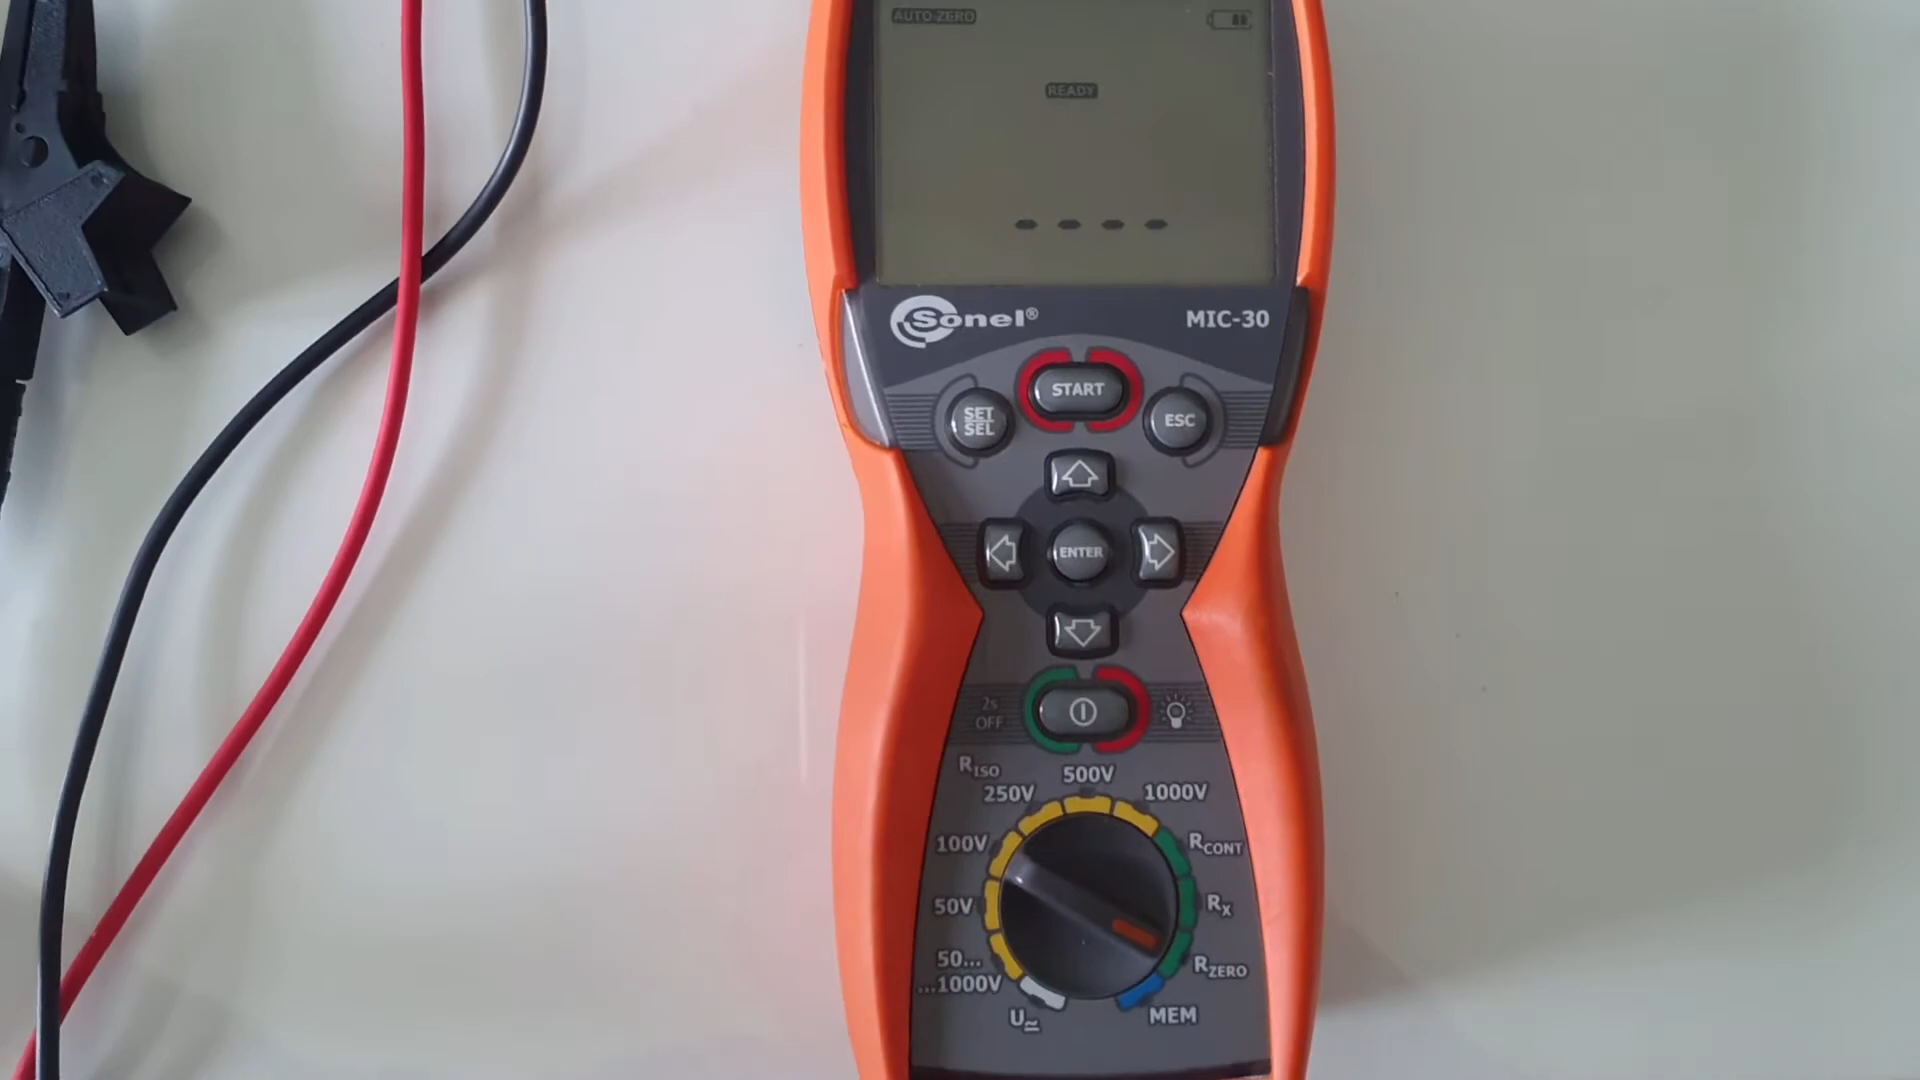 AUTO-ZERO
READY
- - - -
Sonel® MIC-30
START
SET
SEL
ESC
ENTER
2s
OFF
RISO
500V
250V
1000V
100V
RCONT
50V
RX
50...
...1000V
RZERO
U≂
MEM